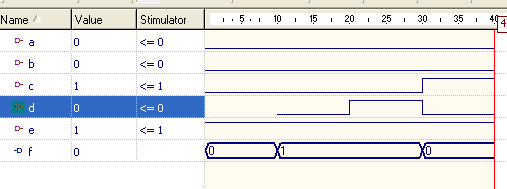 Name Value Stimulator 5 10 15 20 25 30 35 40
a 0 <= 0
b 0 <= 0
c 1 <= 1
d 0 <= 0
e 1 <= 1
f 0 0 1 0
4